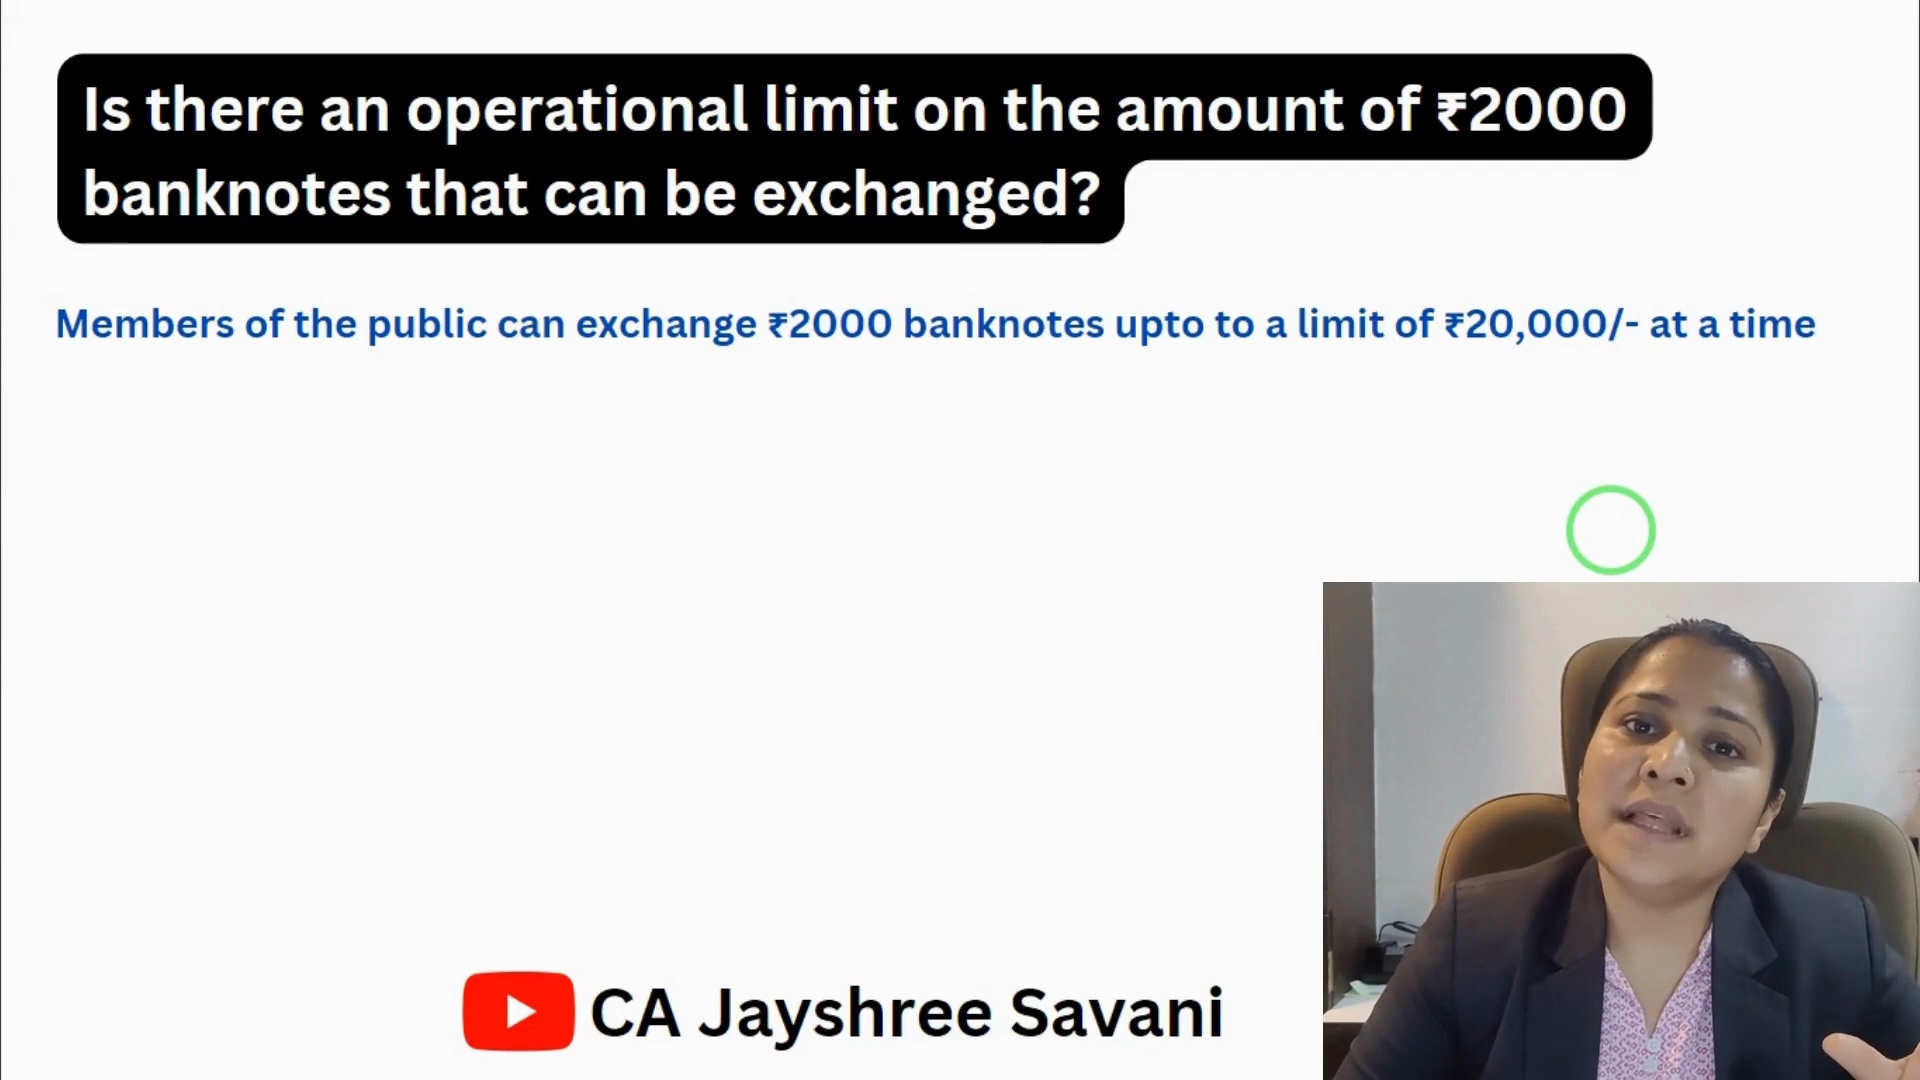 Is there an operational limit on the amount of ₹2000
banknotes that can be exchanged?
Members of the public can exchange ₹2000 banknotes upto to a limit of ₹20,000/- at a time
CA Jayshree Savani